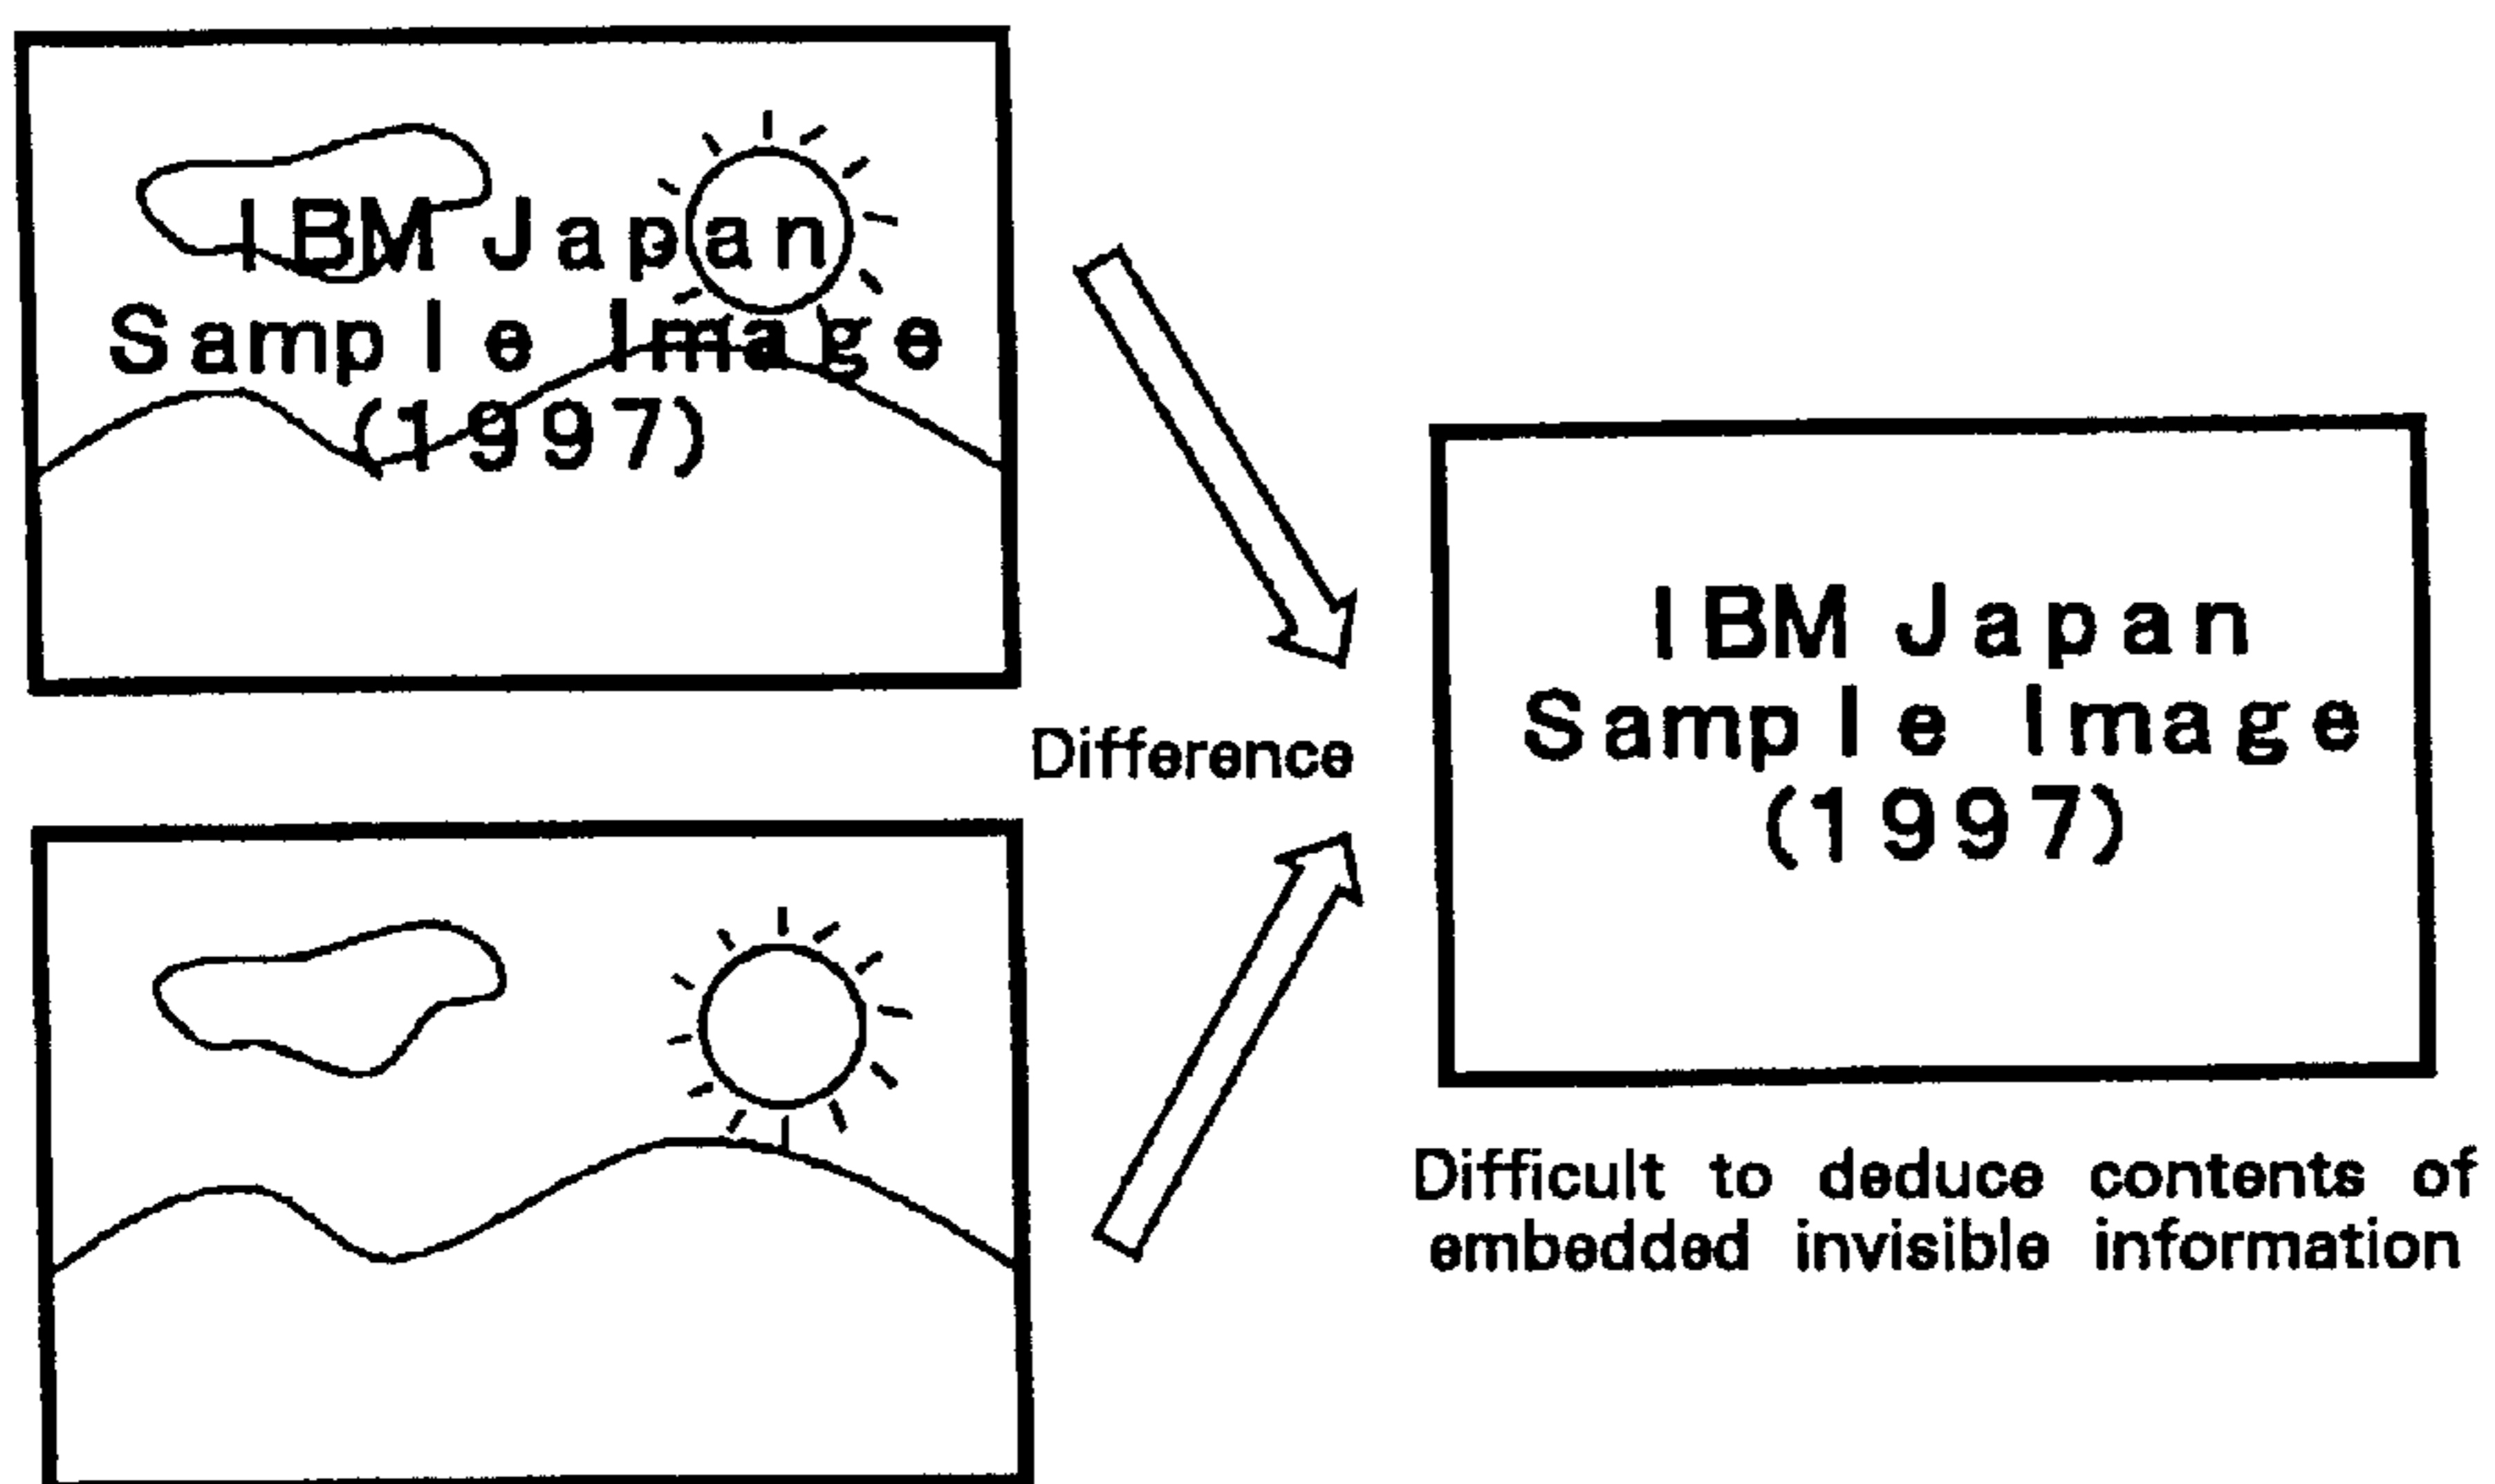 IBM Japan
Sample Image
(1997)
Difference
IBM Japan
Sample Image
(1997)
Difficult to deduce contents of
embedded invisible information